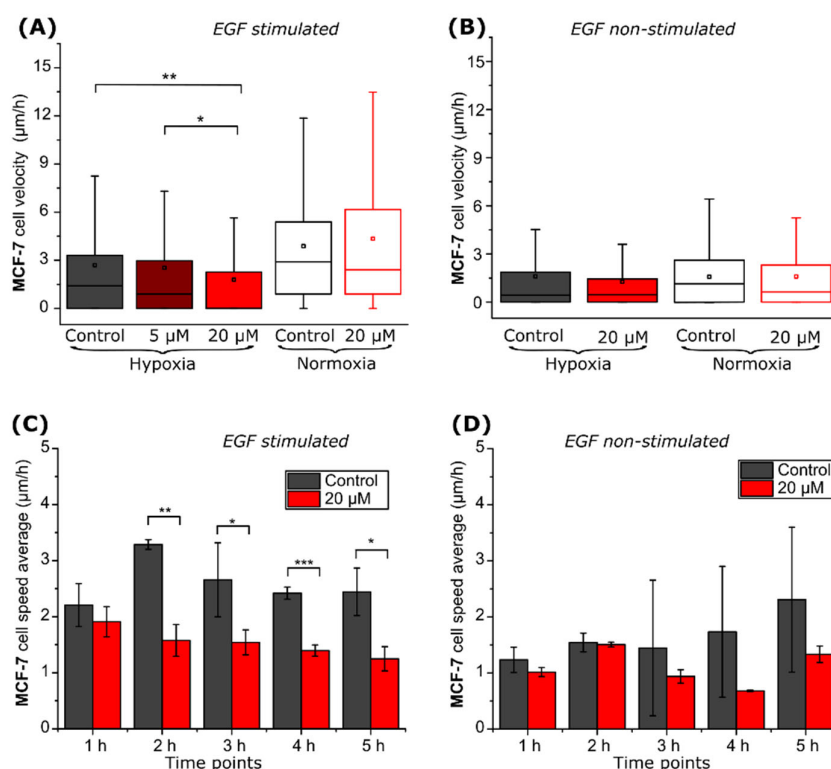 (A)
EGF stimulated
MCF-7 cell velocity (µm/h)
15
12
9
6
3
0
**
*
Control 5 µM 20 µM Control 20 µM
Hypoxia Normoxia
(B)
EGF non-stimulated
MCF-7 cell velocity (µm/h)
15
12
9
6
3
0
Control 20 µM Control 20 µM
Hypoxia Normoxia
(C)
EGF stimulated
MCF-7 cell speed average (µm/h)
5
4
3
2
1
0
Control
20 µM
**
*
***
*
1 h 2 h 3 h 4 h 5 h
Time points
(D)
EGF non-stimulated
MCF-7 cell speed average (µm/h)
5
4
3
2
1
0
Control
20 µM
1 h 2 h 3 h 4 h 5 h
Time points